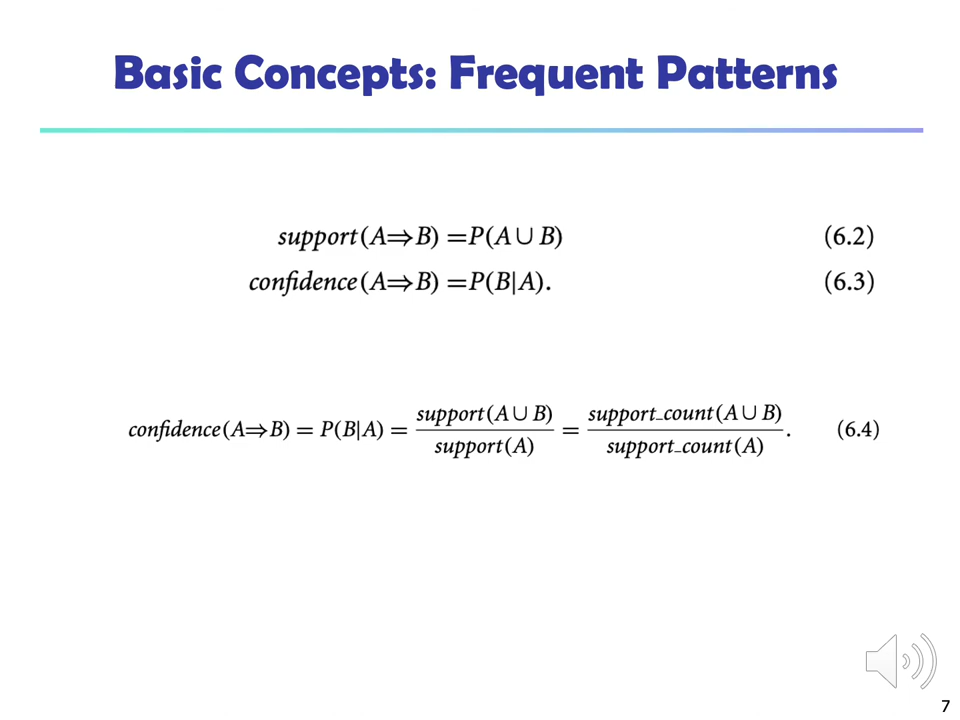 Basic Concepts: Frequent Patterns
support(A⇒B) =P(A ∪ B) (6.2)
confidence(A⇒B) =P(B|A). (6.3)
confidence(A⇒B) = P(B|A) = support(A ∪ B) / support(A) = support_count(A ∪ B) / support_count(A). (6.4)
7